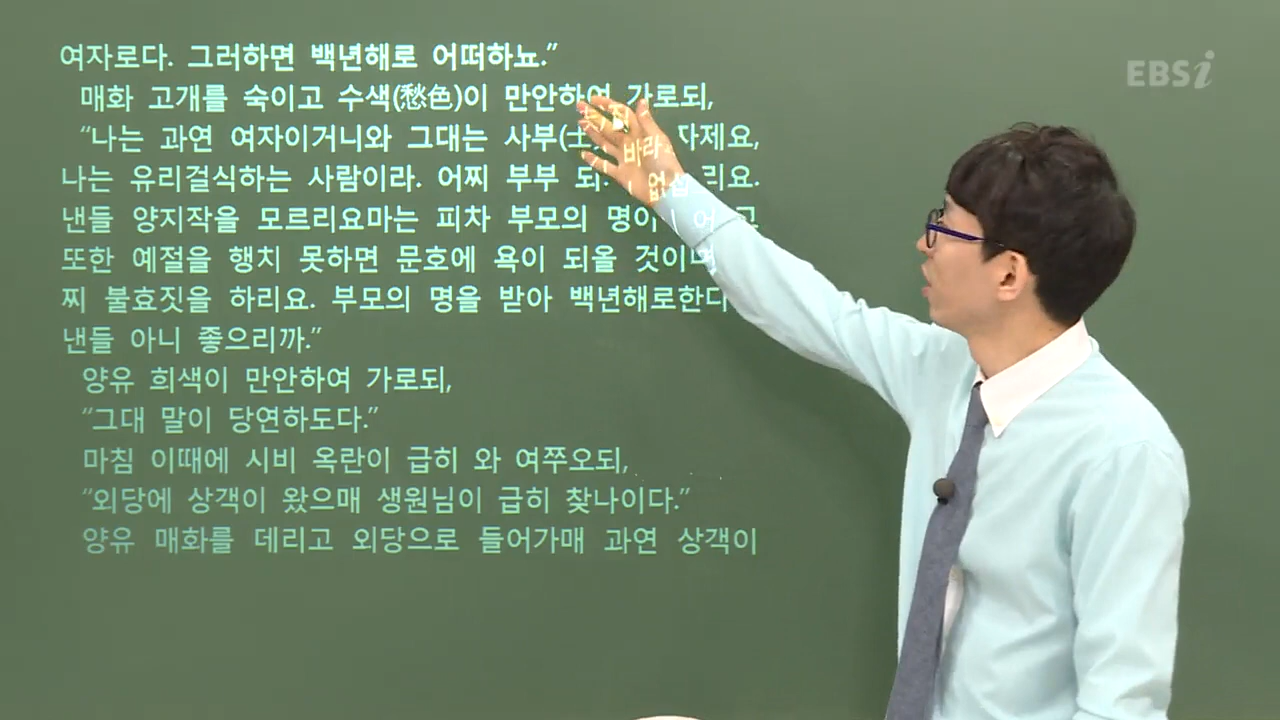 여자로다. 그러하면 백년해로 어떠하뇨.”
매화 고개를 숙이고 수색(愁色)이 만안하여 가로되,
“나는 과연 여자이거니와 그대는 사부(士 자제요,
나는 유리걸식하는 사람이라. 어찌 부부 되 리요.
낸들 양지작을 모르리요마는 피차 부모의 명이
또한 예절을 행치 못하면 문호에 욕이 되올
찌 불효짓을 하리요. 부모의 명을 받아 백년해로한다
낸들 아니 좋으리까.”
양유 희색이 만안하여 가로되,
“그대 말이 당연하도다.”
마침 이때에 시비 옥란이 급히 와 여쭈오되,
“외당에 상객이 왔으매 생원님이 급히 찾나이다.”
양유 매화를 데리고 외당으로 들어가매 과연 상객이
EBSi